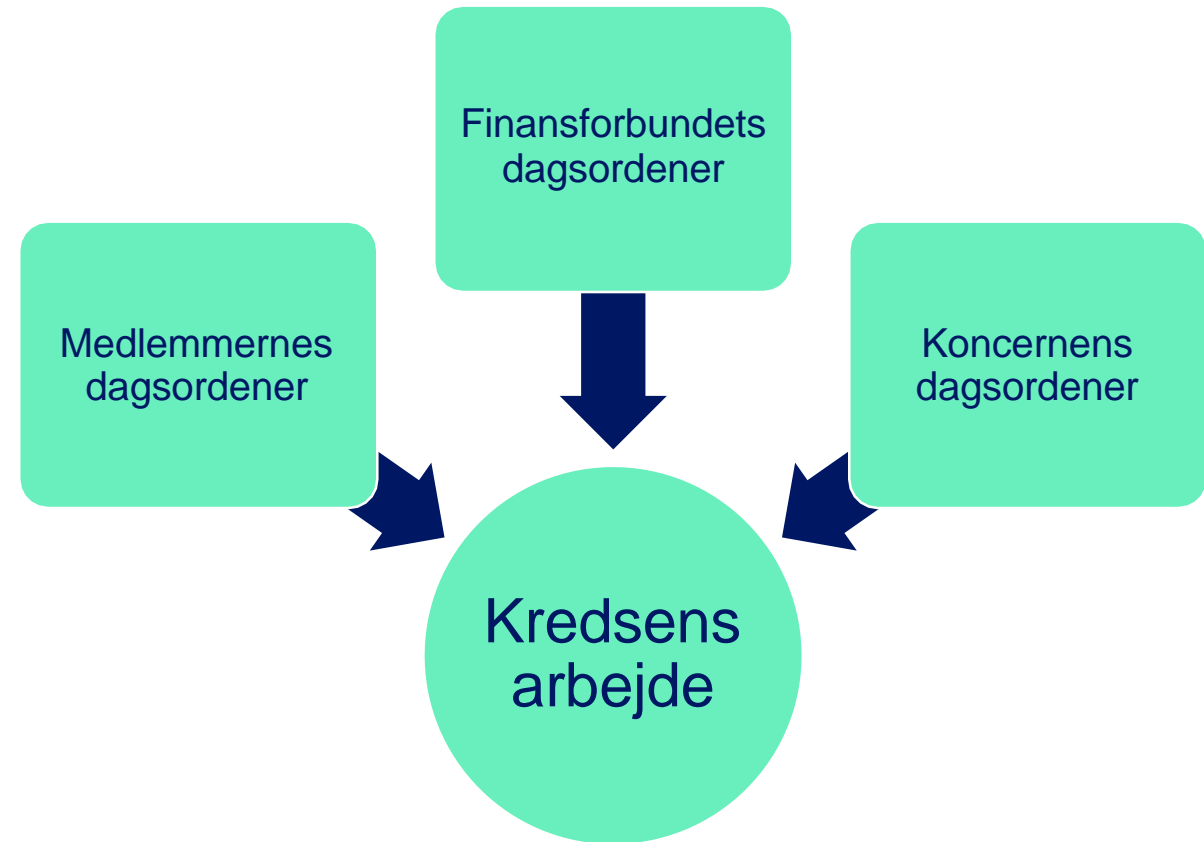 Finansforbundets
dagsordener
Medlemmernes
dagsordener
Koncernens
dagsordener
Kredsens
arbejde